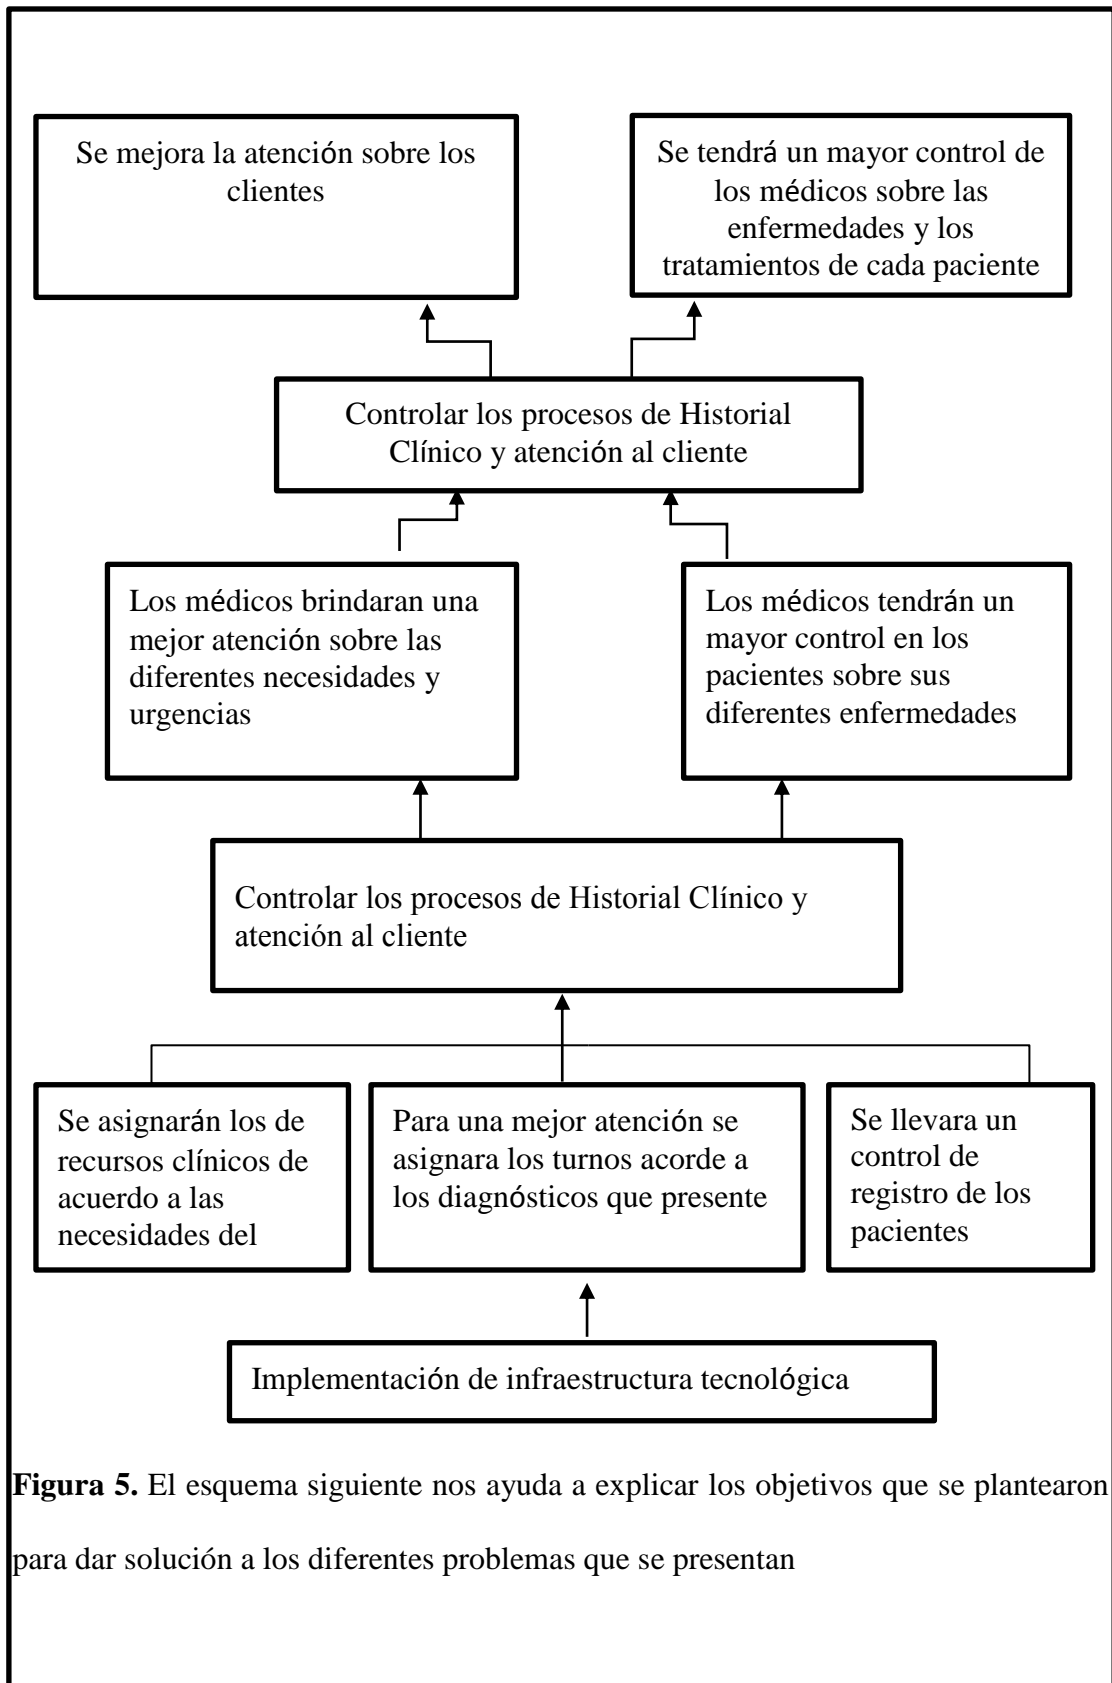 Se mejora la atención sobre los
clientes
Se tendrá un mayor control de
los médicos sobre las
enfermedades y los
tratamientos de cada paciente
Controlar los procesos de Historial
Clínico y atención al cliente
Los médicos brindaran una
mejor atención sobre las
diferentes necesidades y
urgencias
Los médicos tendrán un
mayor control en los
pacientes sobre sus
diferentes enfermedades
Controlar los procesos de Historial Clínico y
atención al cliente
Se asignarán los de
recursos clínicos de
acuerdo a las
necesidades del
Para una mejor atención se
asignara los turnos acorde a
los diagnósticos que presente
Se llevara un
control de
registro de los
pacientes
Implementación de infraestructura tecnológica
Figura 5. El esquema siguiente nos ayuda a explicar los objetivos que se plantearon
para dar solución a los diferentes problemas que se presentan